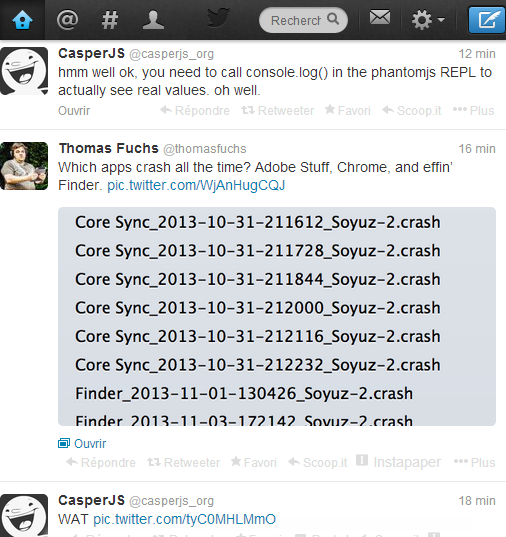 Recherch
CasperJS @casperjs_org 12 min
hmm well ok, you need to call console.log() in the phantomjs REPL to
actually see real values. oh well.
Ouvrir Répondre Retweeter Favori Scoop.it Plus
Thomas Fuchs @thomasfuchs 16 min
Which apps crash all the time? Adobe Stuff, Chrome, and effin’
Finder. pic.twitter.com/WjAnHugCQJ
Core Sync_2013-10-31-211612_Soyuz-2.crash
Core Sync_2013-10-31-211728_Soyuz-2.crash
Core Sync_2013-10-31-211844_Soyuz-2.crash
Core Sync_2013-10-31-212000_Soyuz-2.crash
Core Sync_2013-10-31-212116_Soyuz-2.crash
Core Sync_2013-10-31-212232_Soyuz-2.crash
Finder_2013-11-01-130426_Soyuz-2.crash
Finder_2013-11-03-172142_Soyuz-2.crash
Ouvrir
Répondre Retweeter Favori Scoop.it Instapaper Plus
CasperJS @casperjs_org 18 min
WAT pic.twitter.com/tyC0MHLMmO